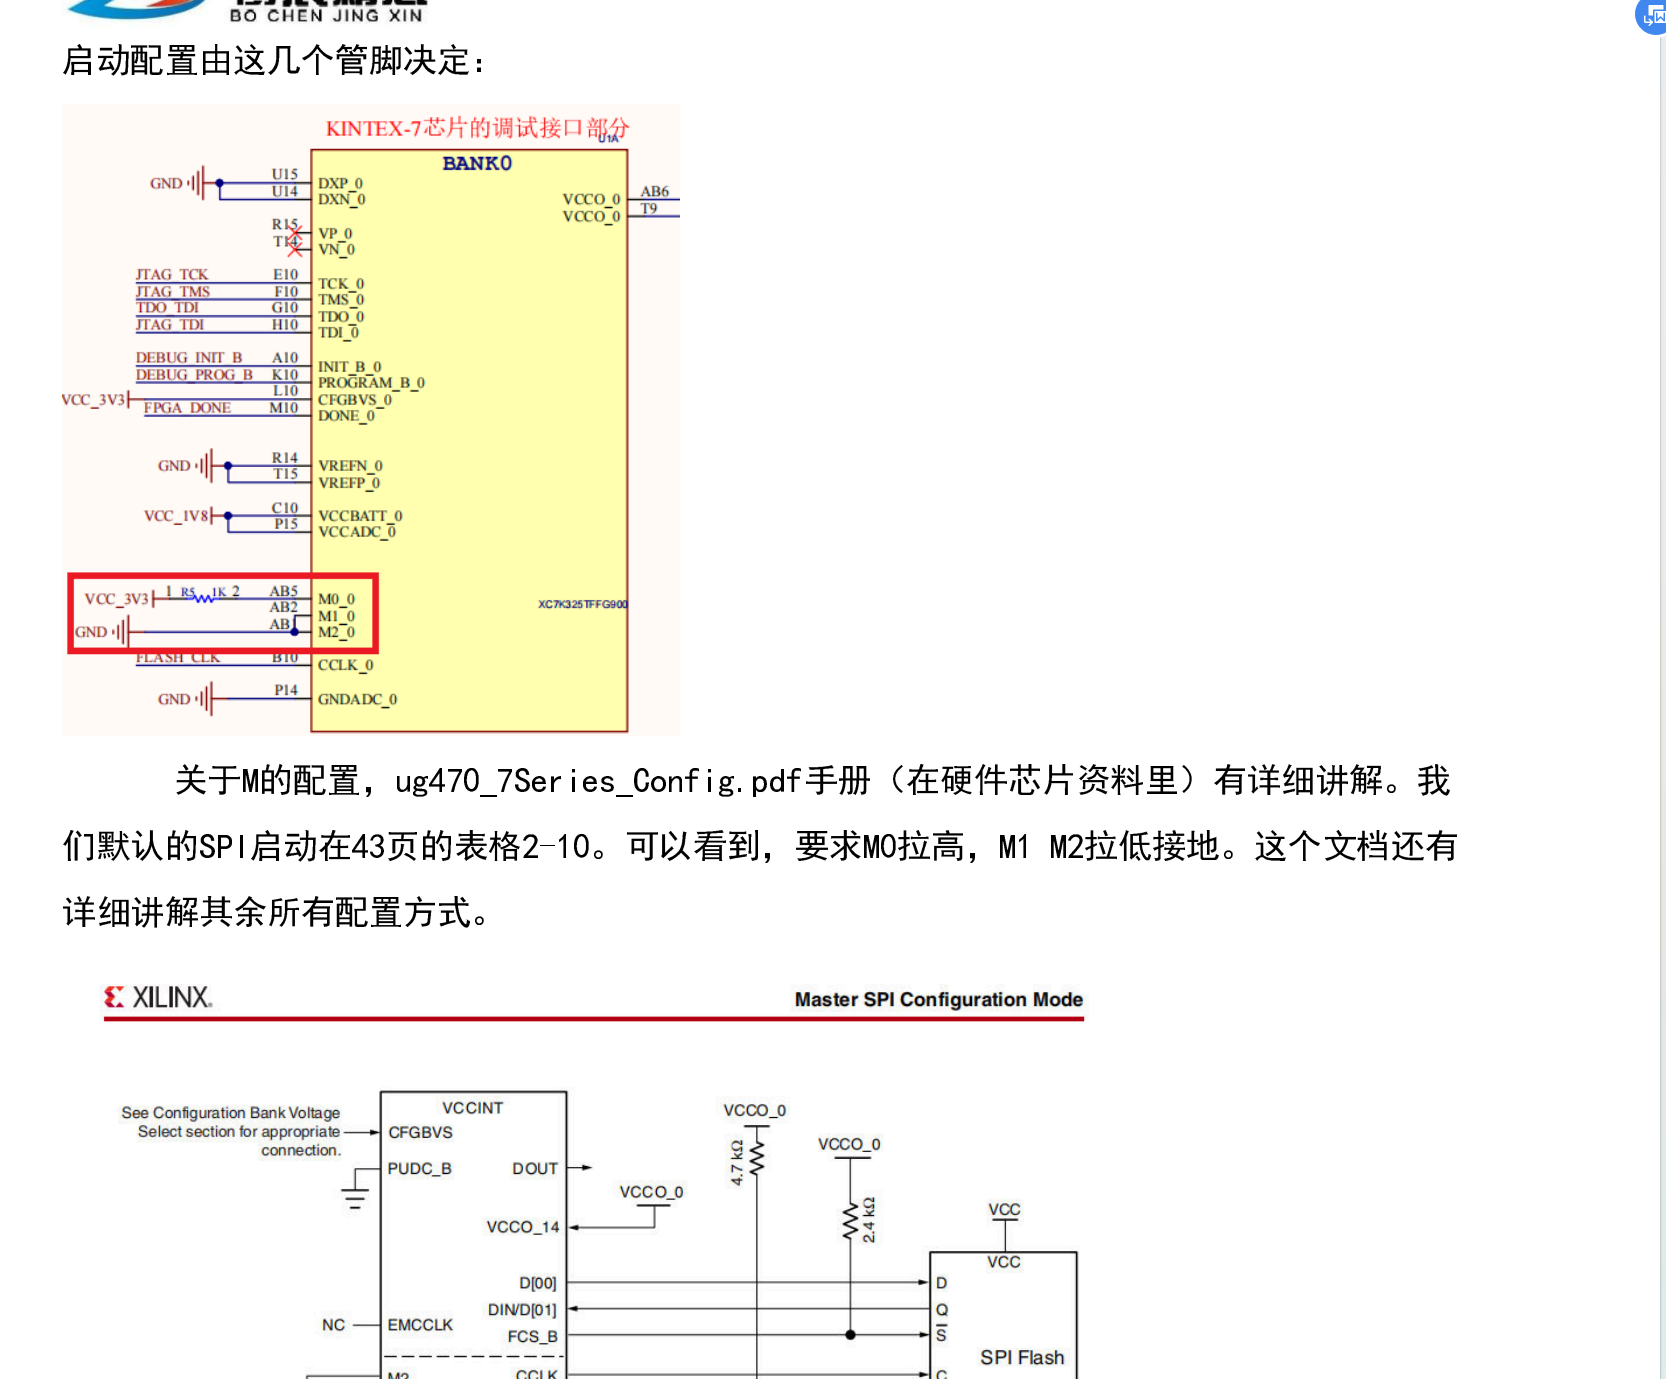 BO CHEN JING XIN
启动配置由这几个管脚决定：
KINTEX-7芯片的调试接口部分
U1A
BANK0
GND U15 DXP_0
U14 DXN_0
VCCO_0 AB6
VCCO_0 T9
R15 VP_0
T14 VN_0
JTAG_TCK E10 TCK_0
JTAG_TMS F10 TMS_0
TDO_TDI G10 TDO_0
JTAG_TDI H10 TDI_0
DEBUG_INIT_B A10 INIT_B_0
DEBUG_PROG_B K10 PROGRAM_B_0
VCC_3V3 L10 CFGBVS_0
FPGA_DONE M10 DONE_0
GND R14 VREFN_0
T15 VREFP_0
VCC_1V8 C10 VCCBATT_0
P15 VCCADC_0
VCC_3V3 1 R5 1K 2 AB5 M0_0
XC7K325TFFG900
AB2 M1_0
GND AB1 M2_0
FLASH_CLK B10 CCLK_0
GND P14 GNDADC_0
关于M的配置，ug470_7Series_Config.pdf手册（在硬件芯片资料里）有详细讲解。我
们默认的SPI启动在43页的表格2-10。可以看到，要求M0拉高，M1 M2拉低接地。这个文档还有
详细讲解其余所有配置方式。
XILINX.
Master SPI Configuration Mode
See Configuration Bank Voltage
Select section for appropriate
connection.
VCCINT
CFGBVS
PUDC_B
DOUT
VCCO_0
4.7 kΩ
VCCO_0
2.4 kΩ
VCCO_0
VCCO_14
VCC
VCC
D[00]
D
DIN/D[01]
Q
NC
EMCCLK
FCS_B
S
SPI Flash
M2
CCLK
C